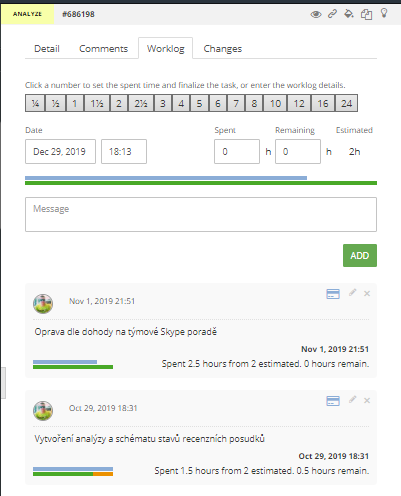 ANALYZE #686198
Detail Comments Worklog Changes
Click a number to set the spent time and finalize the task, or enter the worklog details.
¼ ½ 1 1½ 2 2½ 3 4 5 6 7 8 10 12 16 24
Date Spent Remaining Estimated
Dec 29, 2019 18:13 0 h 0 h 2h
Message
ADD
Nov 1, 2019 21:51
Oprava dle dohody na týmové Skype poradě
Nov 1, 2019 21:51
Spent 2.5 hours from 2 estimated. 0 hours remain.
Oct 29, 2019 18:31
Vytvoření analýzy a schématu stavů recenzních posudků
Oct 29, 2019 18:31
Spent 1.5 hours from 2 estimated. 0.5 hours remain.